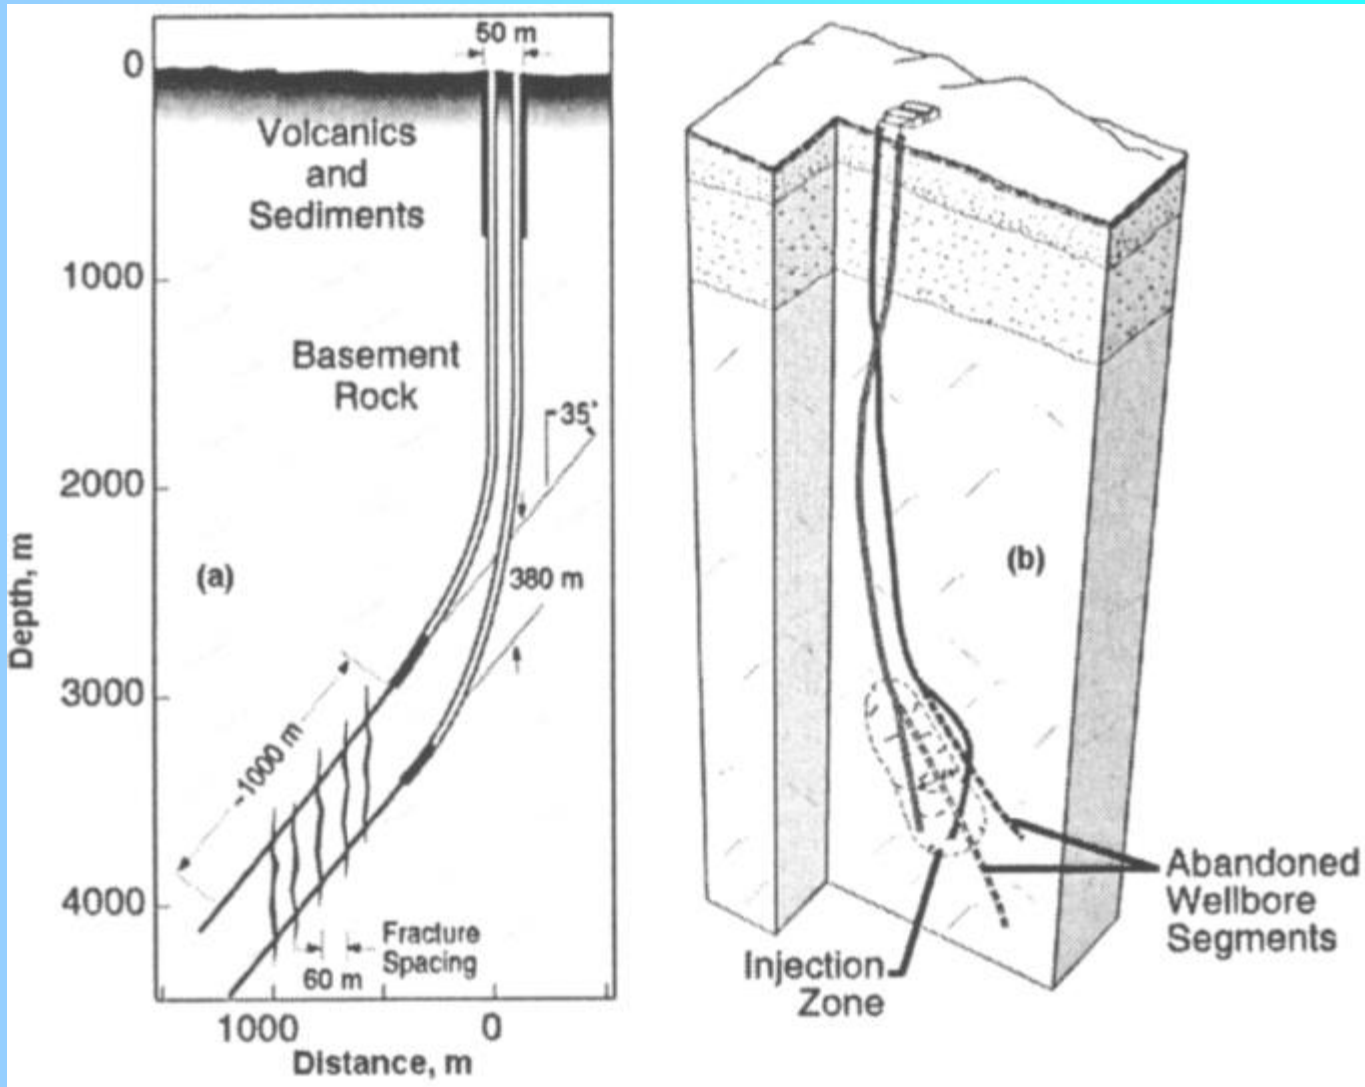 50 m
0
Volcanics
and
Sediments
1000
Basement
Rock
35°
2000
(a)
380 m
Depth, m
3000
~1000 m
4000
Fracture
Spacing
60 m
1000
0
Distance, m
(b)
Abandoned
Wellbore
Segments
Injection
Zone